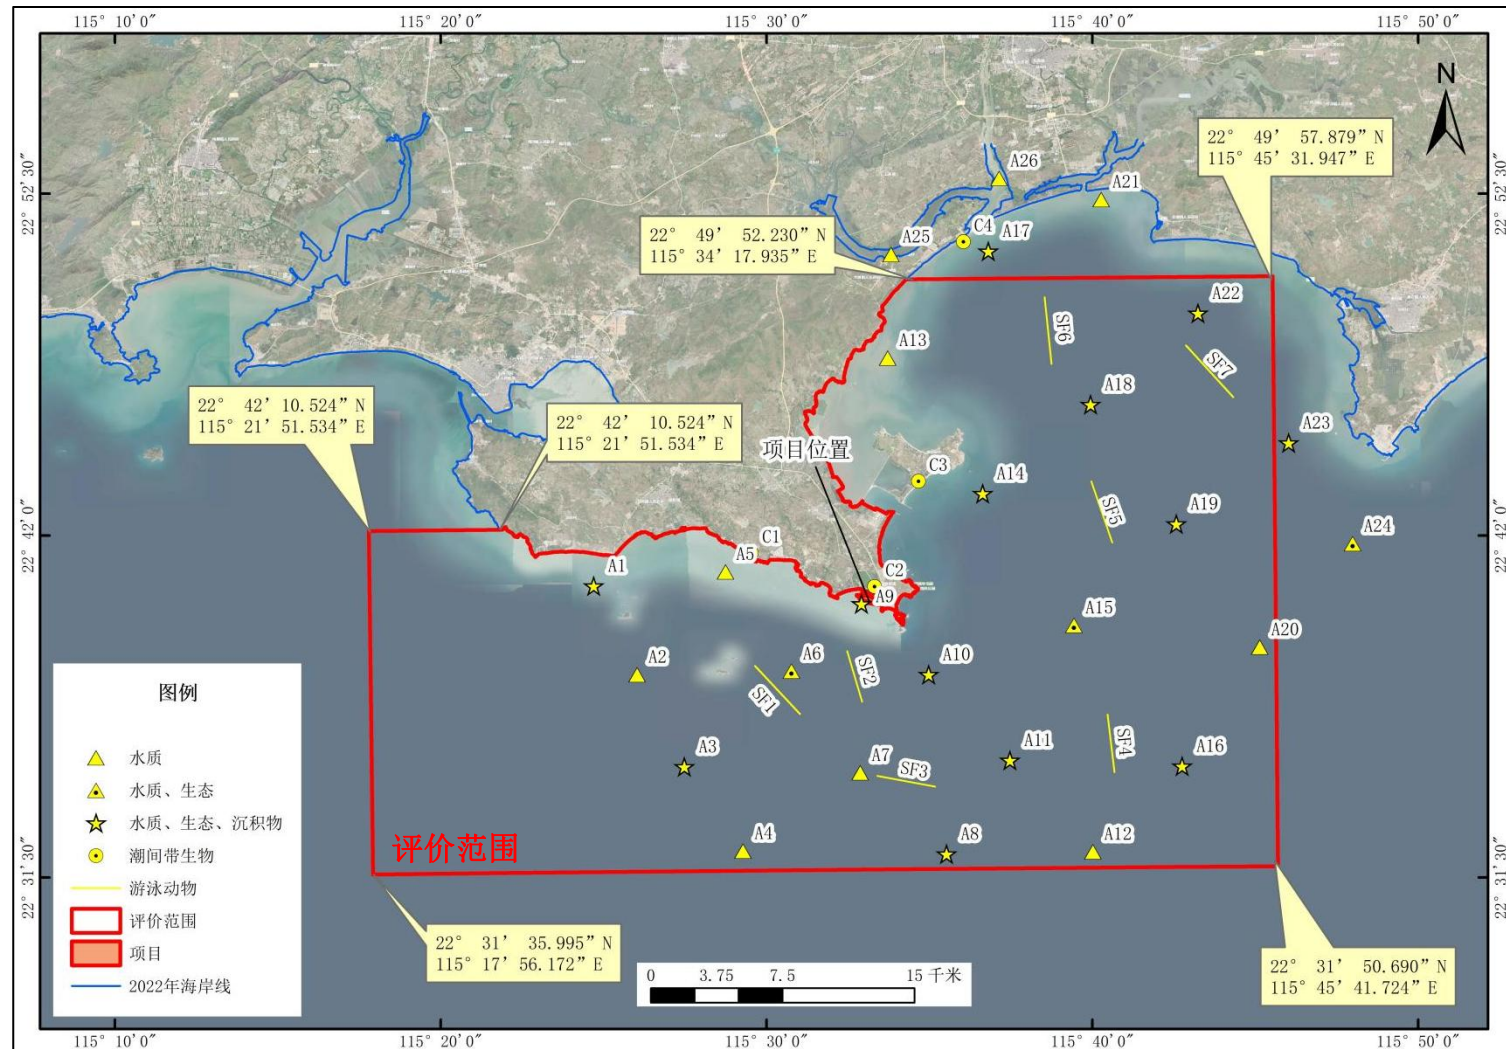 115° 10′0″
115° 20′0″
115° 30′0″
115° 40′0″
115° 50′0″
N
22° 49′ 57.879″N
115° 45′ 31.947″E
22° 52′30″
22° 52′30″
A26
A21
22° 49′ 52.230″N
115° 34′ 17.935″E
A25
C4
A17
A22
SF6
SF7
A13
A18
22° 42′ 10.524″N
115° 21′ 51.534″E
22° 42′ 10.524″N
115° 21′ 51.534″E
项目位置
A23
C3
A14
SF5
A19
22° 42′0″
22° 42′0″
A24
C1
A5
A1
C2
A9
A15
A20
A2
A6
SF2
A10
SF1
A3
A7
SF3
A11
SF4
A16
A4
A8
A12
评价范围
22° 31′30″
22° 31′30″
图例
水质
水质、生态
水质、生态、沉积物
潮间带生物
游泳动物
评价范围
项目
2022年海岸线
22° 31′ 35.995″N
115° 17′ 56.172″E
0 3.75 7.5 15 千米
22° 31′ 50.690″N
115° 45′ 41.724″E
115° 10′0″
115° 20′0″
115° 30′0″
115° 40′0″
115° 50′0″